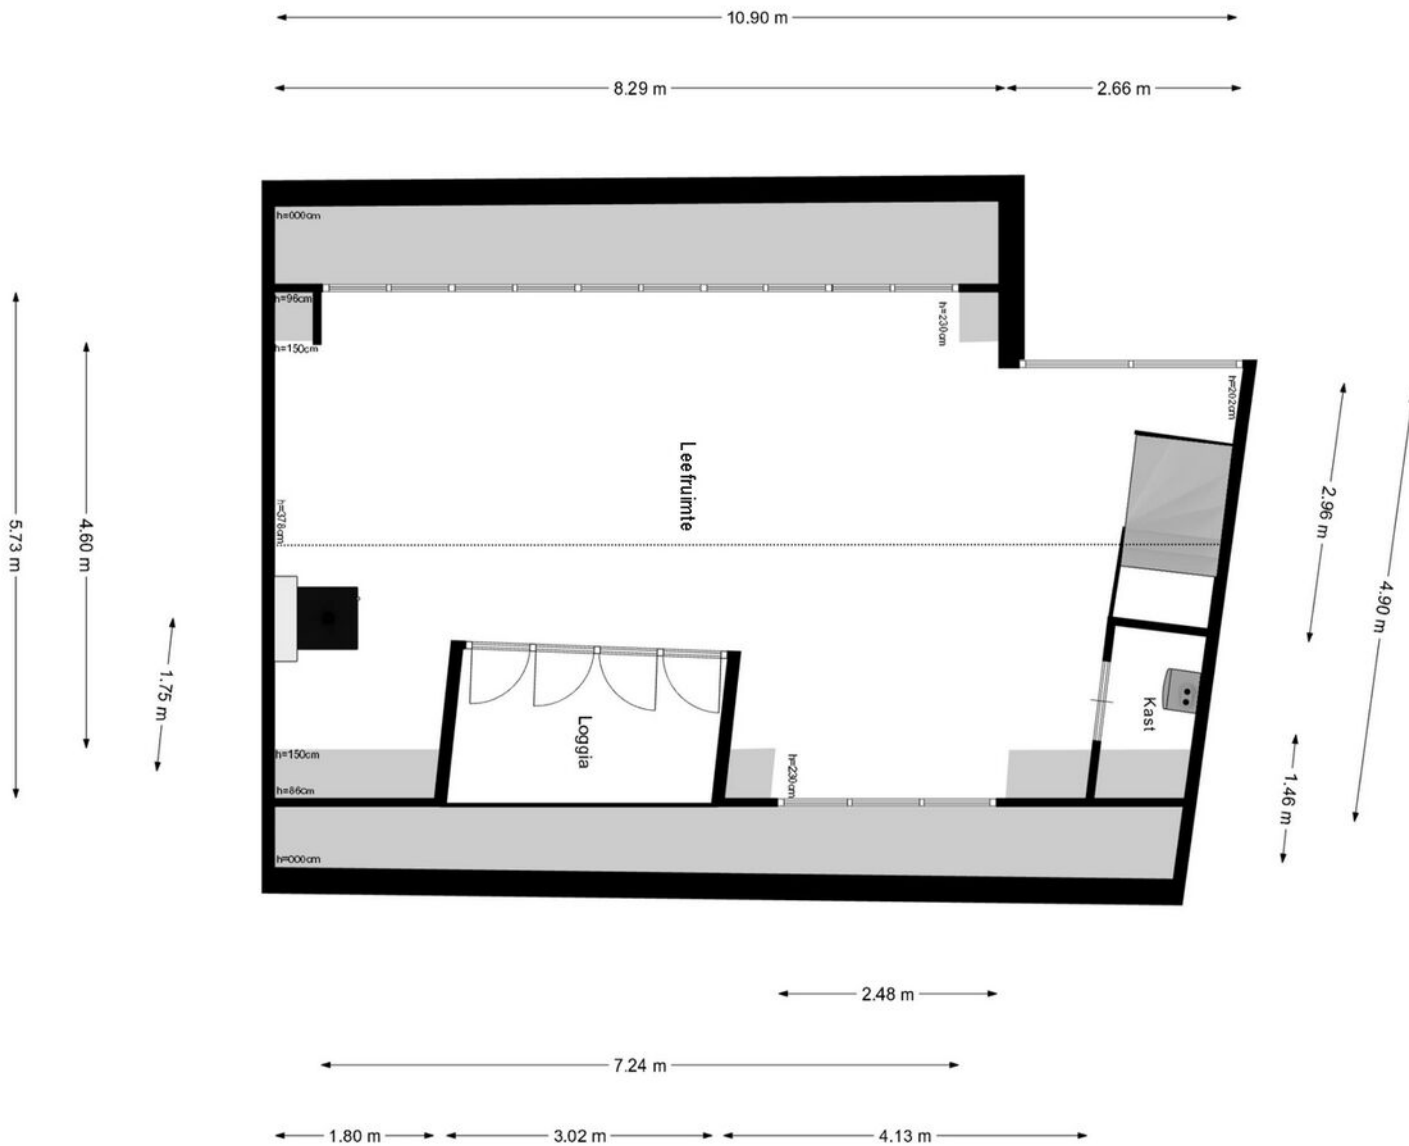 10.90 m
8.29 m
2.66 m
h=000cm
h=96cm
h=150cm
h=230cm
h=202cm
Leefruimte
h=378cm
5.73 m
4.60 m
2.96 m
4.90 m
1.75 m
Loggia
Kast
h=150cm
h=230cm
h=86cm
1.46 m
h=000cm
2.48 m
7.24 m
1.80 m
3.02 m
4.13 m